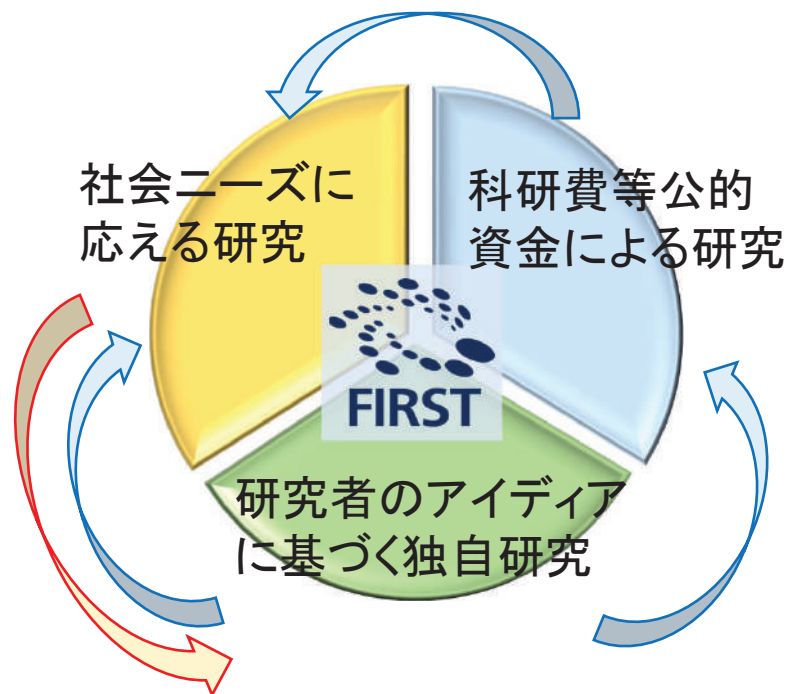 社会ニーズに
応える研究
科研費等公的
資金による研究
FIRST
研究者のアイディア
に基づく独自研究